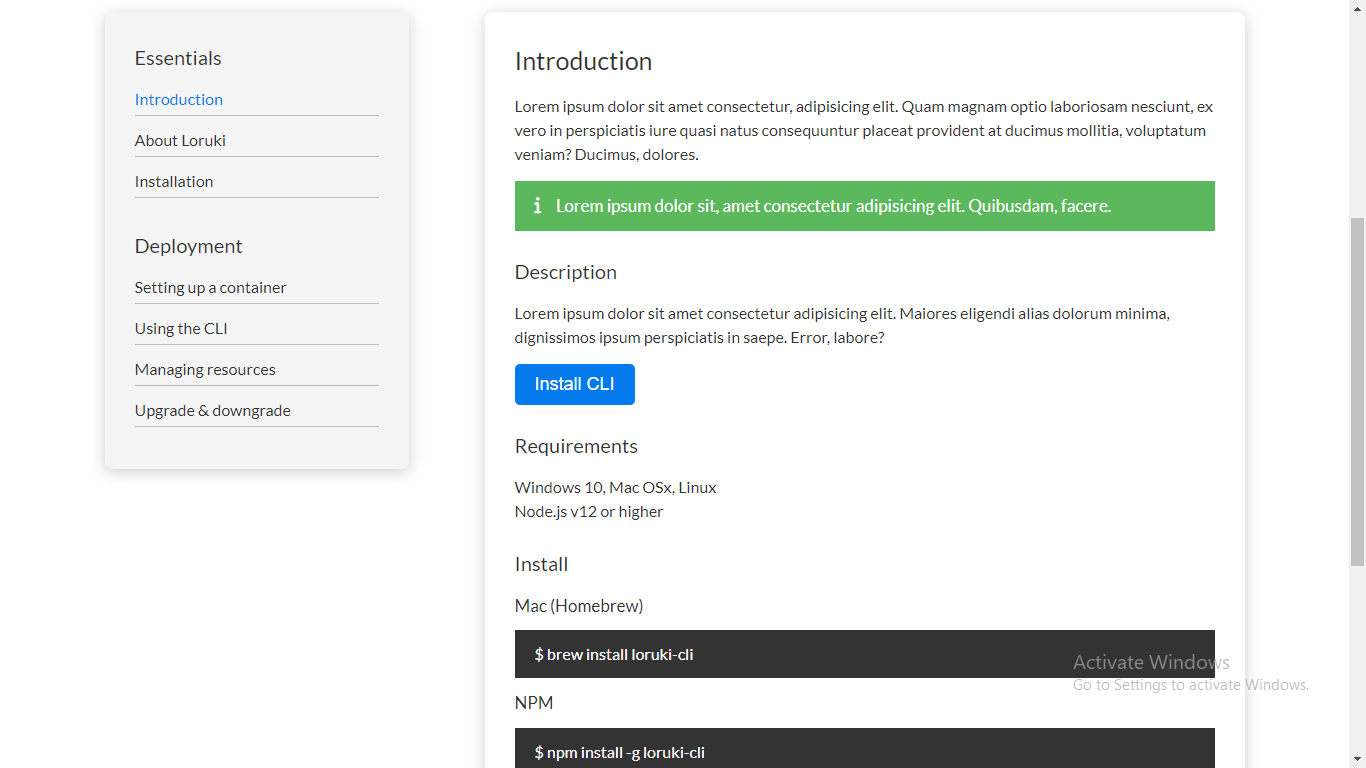 Essentials
Introduction
About Loruki
Installation
Deployment
Setting up a container
Using the CLI
Managing resources
Upgrade & downgrade
Introduction
Lorem ipsum dolor sit amet consectetur, adipisicing elit. Quam magnam optio laboriosam nesciunt, ex
vero in perspiciatis iure quasi natus consequuntur placeat provident at ducimus mollitia, voluptatum
veniam? Ducimus, dolores.
Lorem ipsum dolor sit, amet consectetur adipisicing elit. Quibusdam, facere.
Description
Lorem ipsum dolor sit amet consectetur adipisicing elit. Maiores eligendi alias dolorum minima,
dignissimos ipsum perspiciatis in saepe. Error, labore?
Install CLI
Requirements
Windows 10, Mac OSx, Linux
Node.js v12 or higher
Install
Mac (Homebrew)
$ brew install loruki-cli
NPM
$ npm install -g loruki-cli
Activate Windows
Go to Settings to activate Windows.